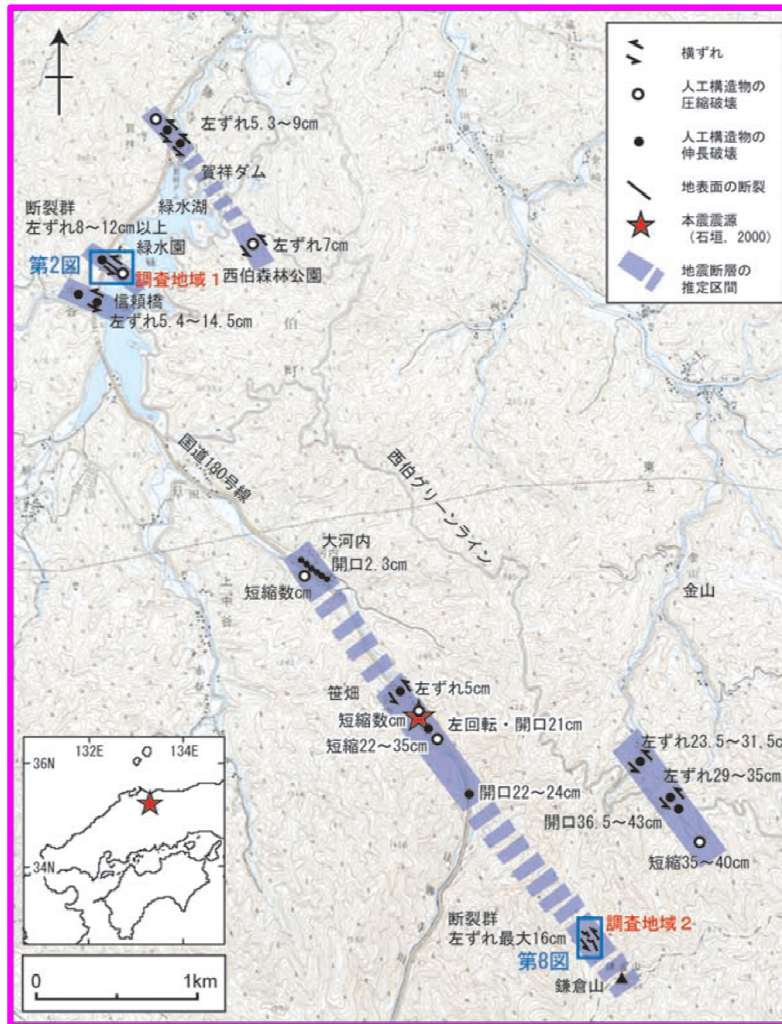 横ずれ
人工構造物の
圧縮破壊
人工構造物の
伸長破壊
地表面の断裂
本震震源
(石垣, 2000)
地震断層の
推定区間
左ずれ5.3～9cm
賀祥ダム
緑水湖
断裂群
左ずれ8～12cm以上
緑水園
左ずれ7cm
第2図
調査地域1
西伯森林公園
信頼橋
左ずれ5.4～14.5cm
伯
町
国道180号線
西伯グリーンライン
東
上
大河内
開口2.3cm
短縮数cm
上
中
谷
金山
笹畑
左ずれ5cm
短縮数cm
左回転・開口21cm
短縮22～35cm
左ずれ23.5～31.5c
左ずれ29～35cm
開口22～24cm
開口36.5～43cm
短縮35～40cm
132E
134E
36N
34N
断裂群
左ずれ最大16cm
調査地域2
第8図
鎌倉山
0
1km